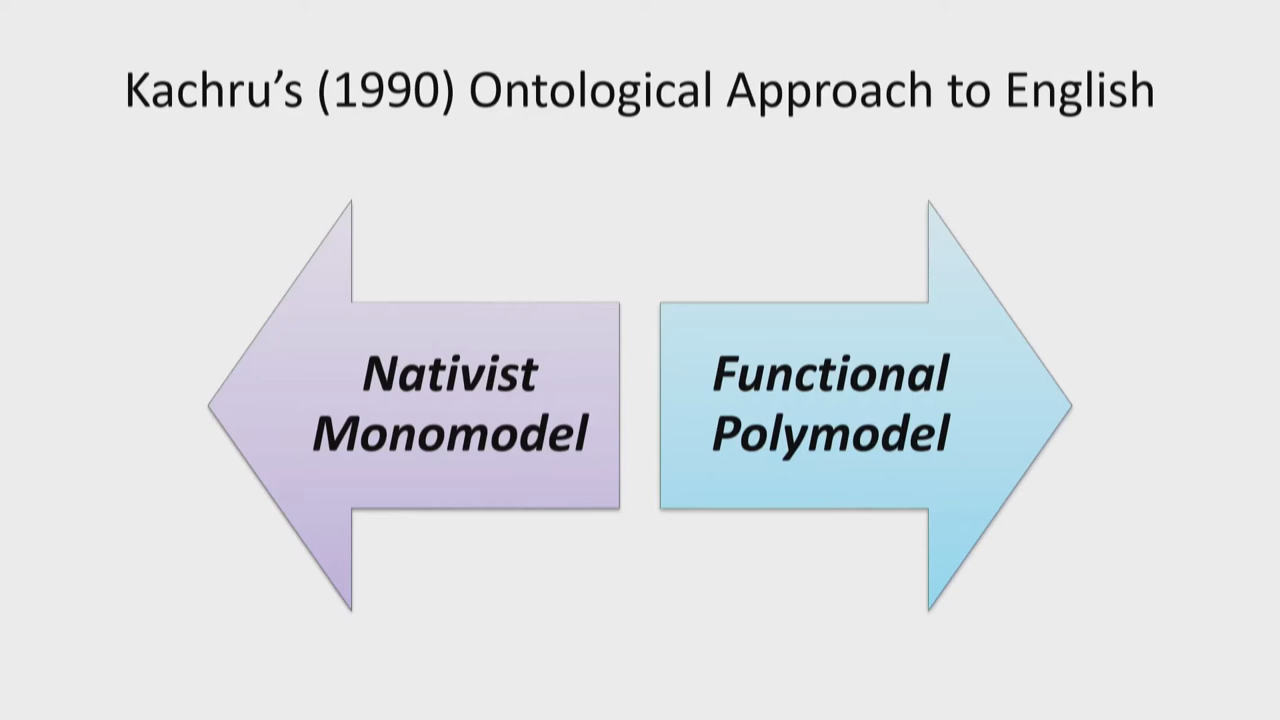 Kachru’s (1990) Ontological Approach to English
Nativist
Monomodel
Functional
Polymodel